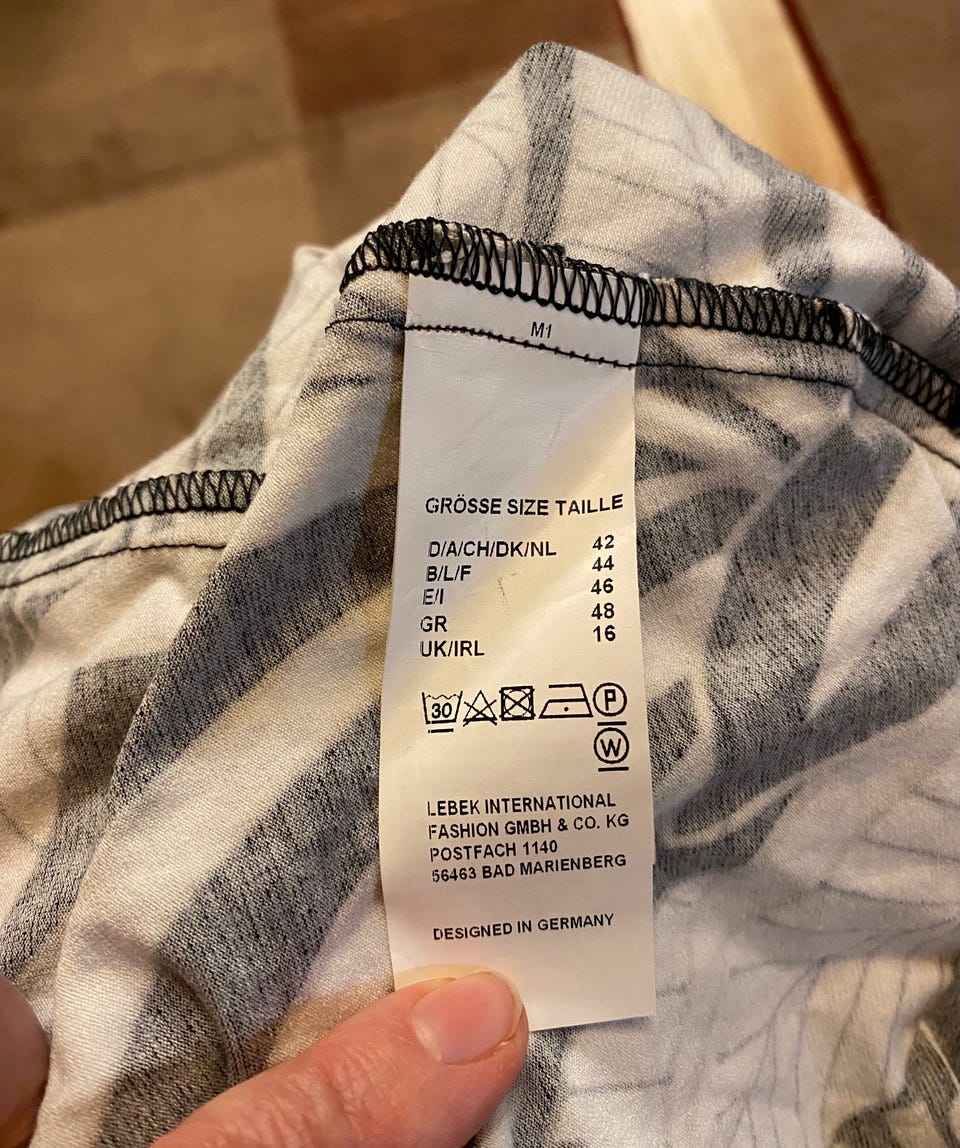 M1
GRÖSSE SIZE TAILLE
D/A/CH/DK/NL 42
B/L/F 44
E/I 46
GR 48
UK/IRL 16
30 P
W
LEBEK INTERNATIONAL
FASHION GMBH & CO. KG
POSTFACH 1140
56463 BAD MARIENBERG
DESIGNED IN GERMANY